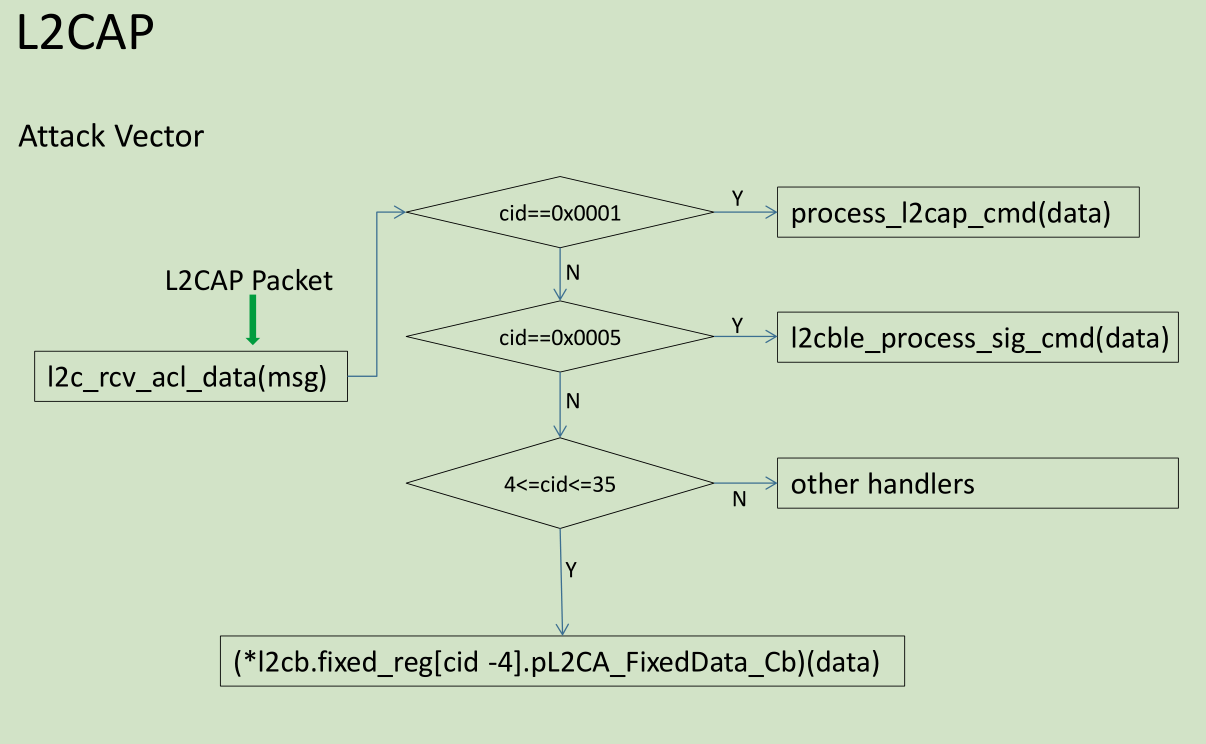 L2CAP
Attack Vector
cid==0x0001
Y
process_l2cap_cmd(data)
N
L2CAP Packet
cid==0x0005
Y
l2cble_process_sig_cmd(data)
l2c_rcv_acl_data(msg)
N
4<=cid<=35
N
other handlers
Y
(*l2cb.fixed_reg[cid -4].pL2CA_FixedData_Cb)(data)